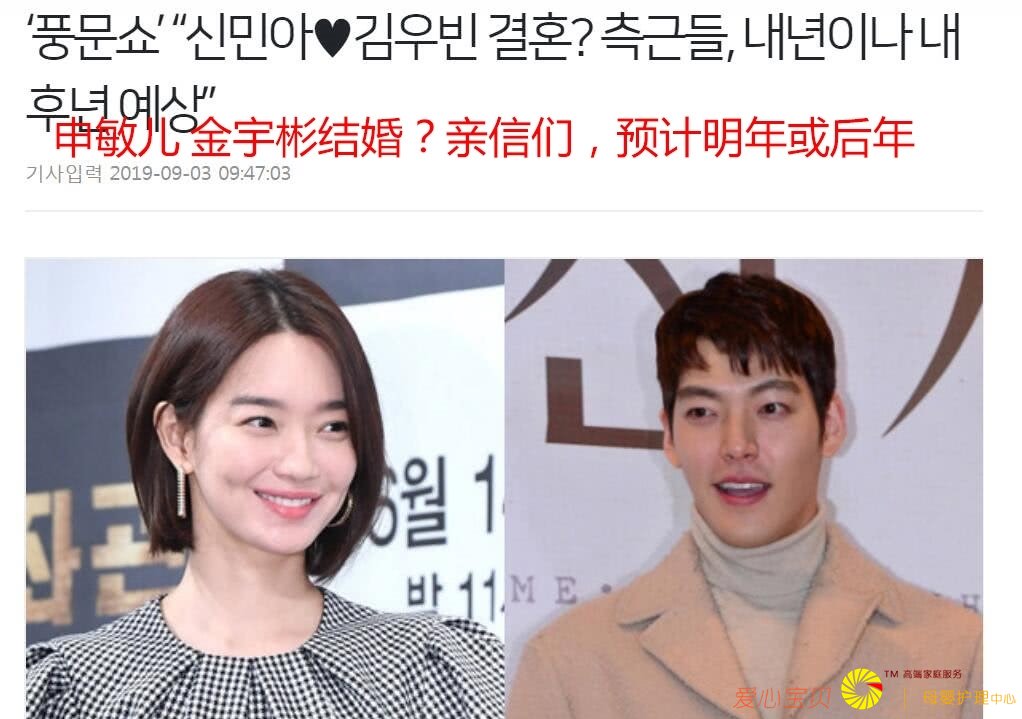 ‘풍문쇼’ “신민아♥김우빈 결혼? 측근들, 내년이나 내
후년 예상”
申敏儿 金宇彬结婚？亲信们，预计明年或后年
기사입력 2019-09-03 09:47:03
6월 1
발 11
ME
爱心宝贝
TM 高端家庭服务
母婴护理中心